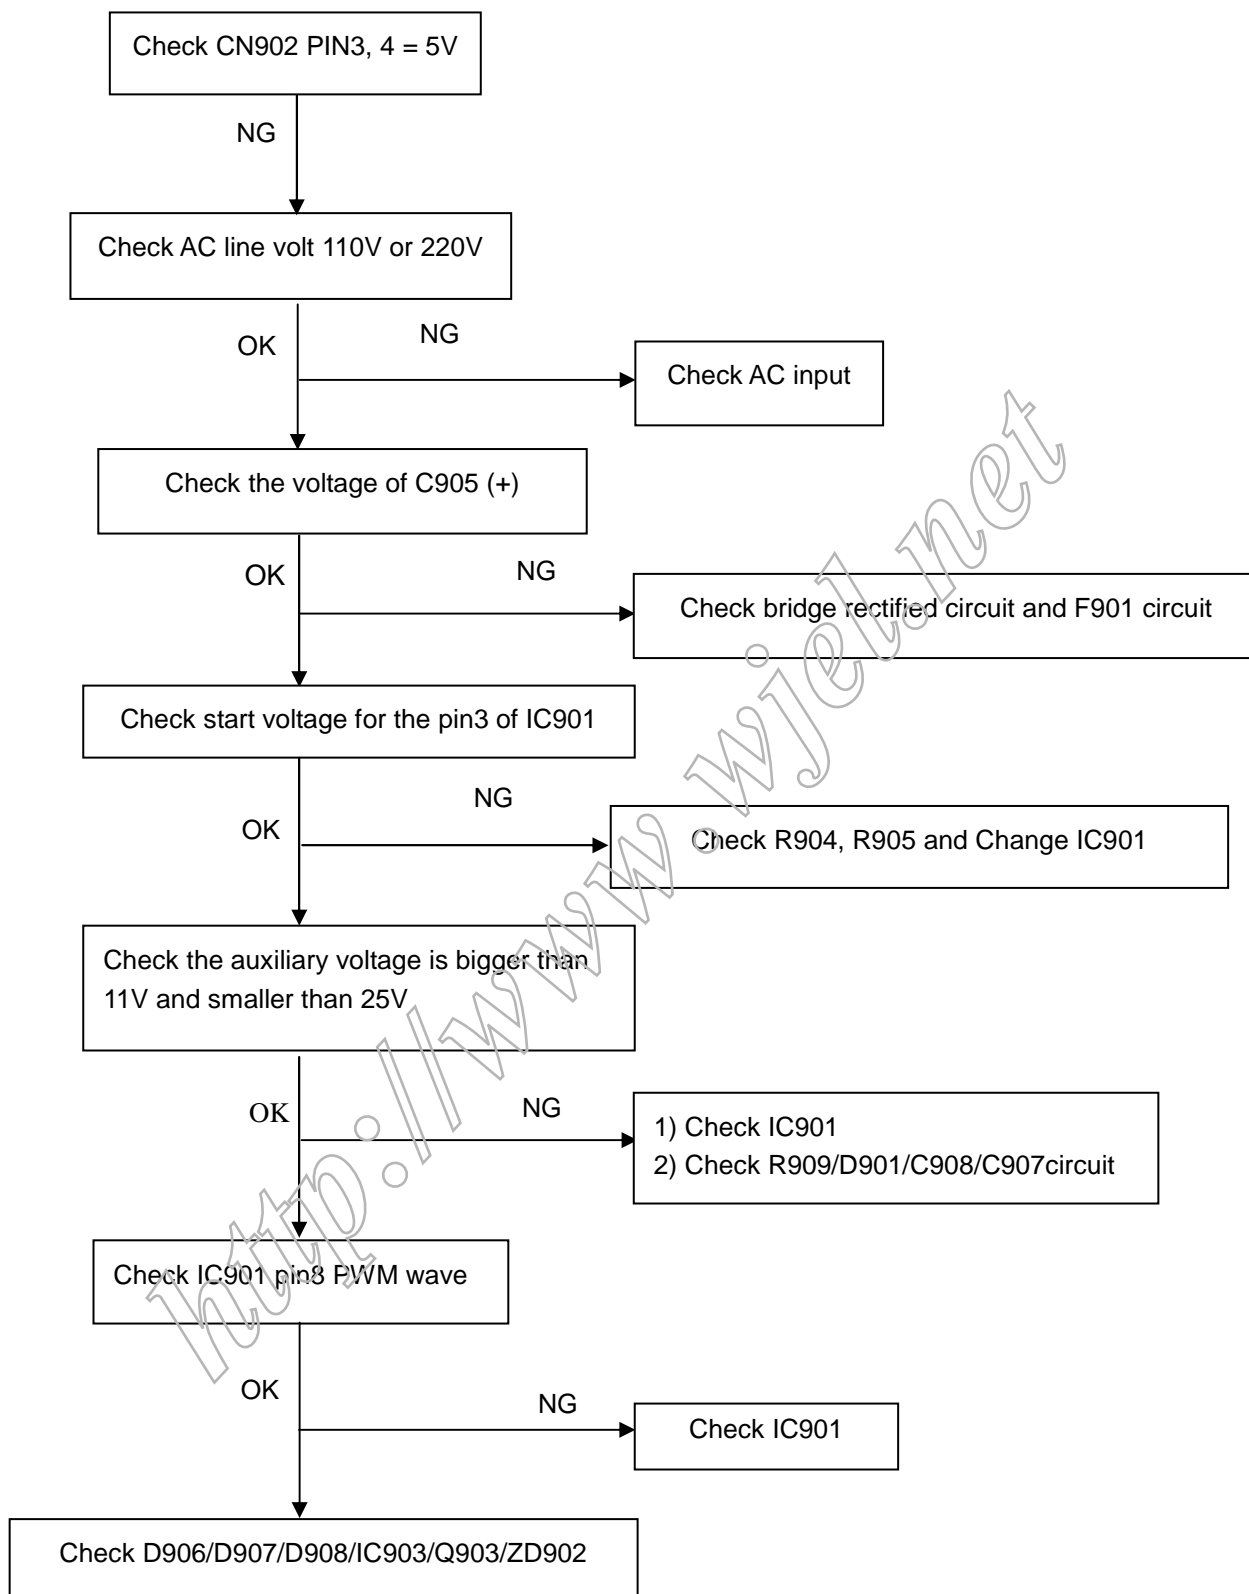 Check CN902 PIN3, 4 = 5V
NG
Check AC line volt 110V or 220V
OK
NG
Check AC input
Check the voltage of C905 (+)
OK
NG
Check bridge rectified circuit and F901 circuit
Check start voltage for the pin3 of IC901
OK
NG
Check R904, R905 and Change IC901
Check the auxiliary voltage is bigger than
11V and smaller than 25V
OK
NG
1) Check IC901
2) Check R909/D901/C908/C907circuit
Check IC901 pin8 PWM wave
OK
NG
Check IC901
Check D906/D907/D908/IC903/Q903/ZD902
http://www.wjel.net